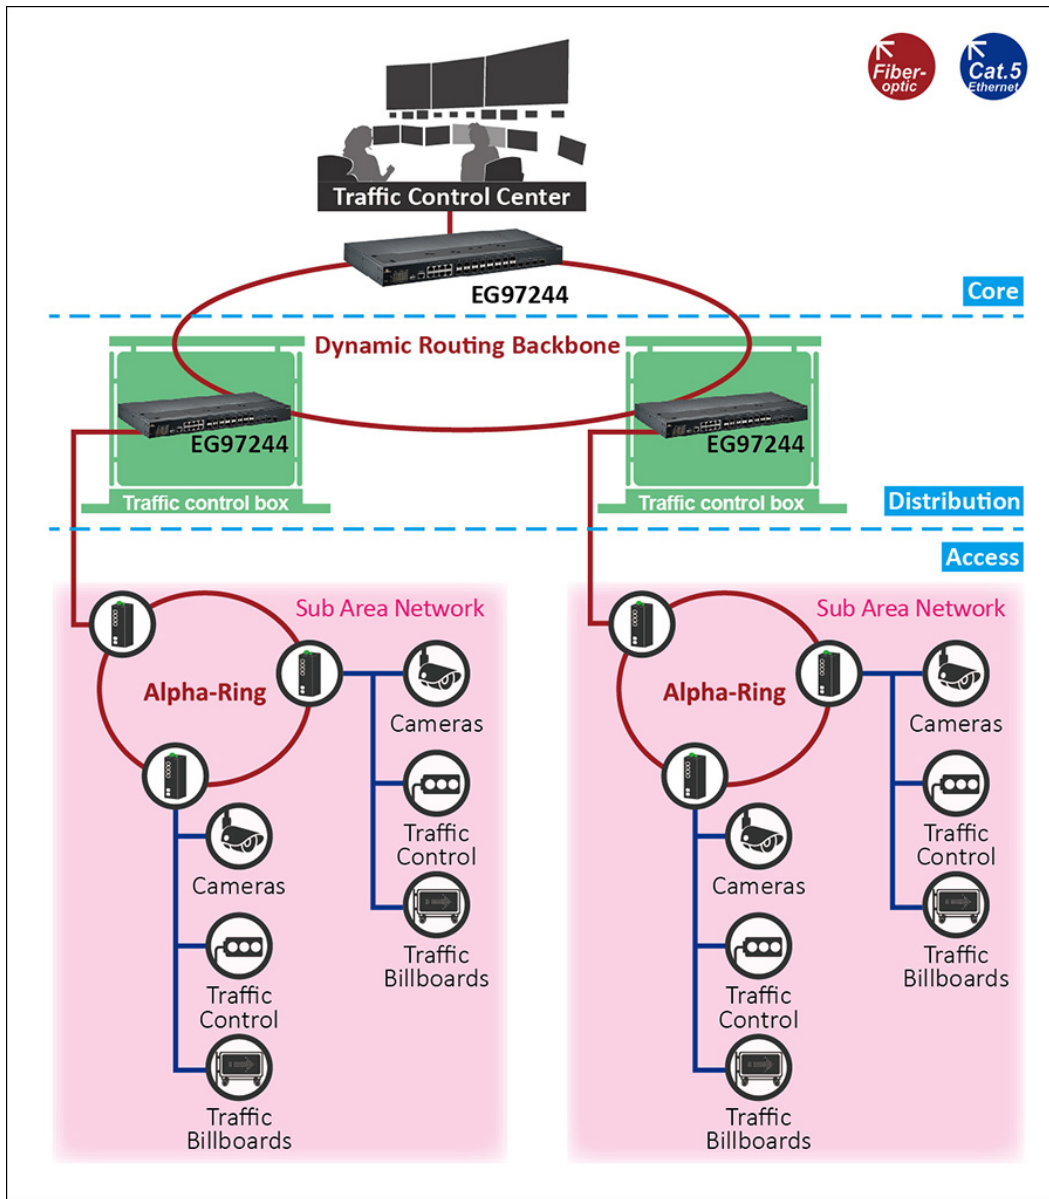 Fiber-
optic
Cat.5
Ethernet
Traffic Control Center
EG97244
Core
Dynamic Routing Backbone
EG97244
EG97244
Traffic control box
Traffic control box
Distribution
Access
Sub Area Network
Sub Area Network
Alpha-Ring
Cameras
Traffic
Control
Traffic
Billboards
Cameras
Traffic
Control
Traffic
Billboards
Alpha-Ring
Cameras
Traffic
Control
Traffic
Billboards
Cameras
Traffic
Control
Traffic
Billboards